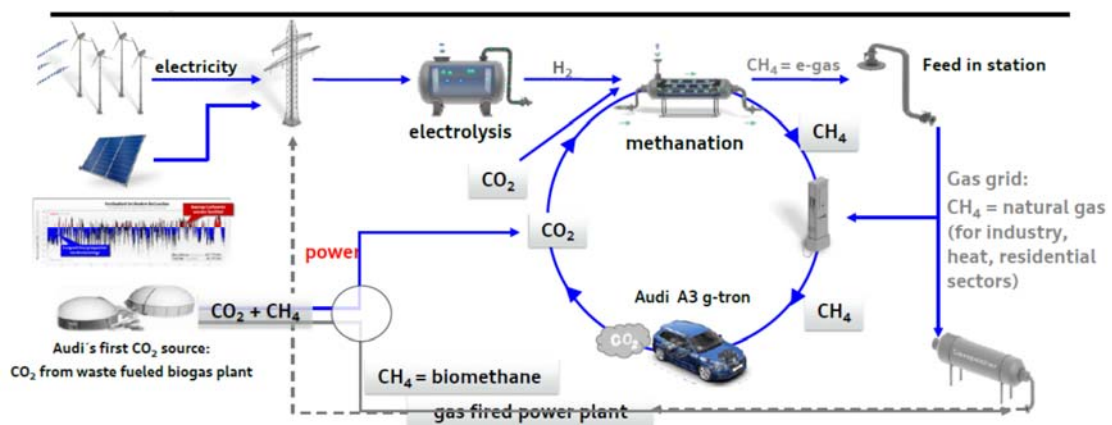 electricity
H₂
CH₄ = e-gas
Feed in station
electrolysis
methanation
CH₄
CO₂
CO₂
Gas grid:
CH₄ = natural gas
(for industry,
heat, residential
sectors)
power
CO₂ + CH₄
Audi A3 g-tron
CH₄
CO₂
Audi´s first CO₂ source:
CO₂ from waste fueled biogas plant
CH₄ = biomethane
gas fired power plant